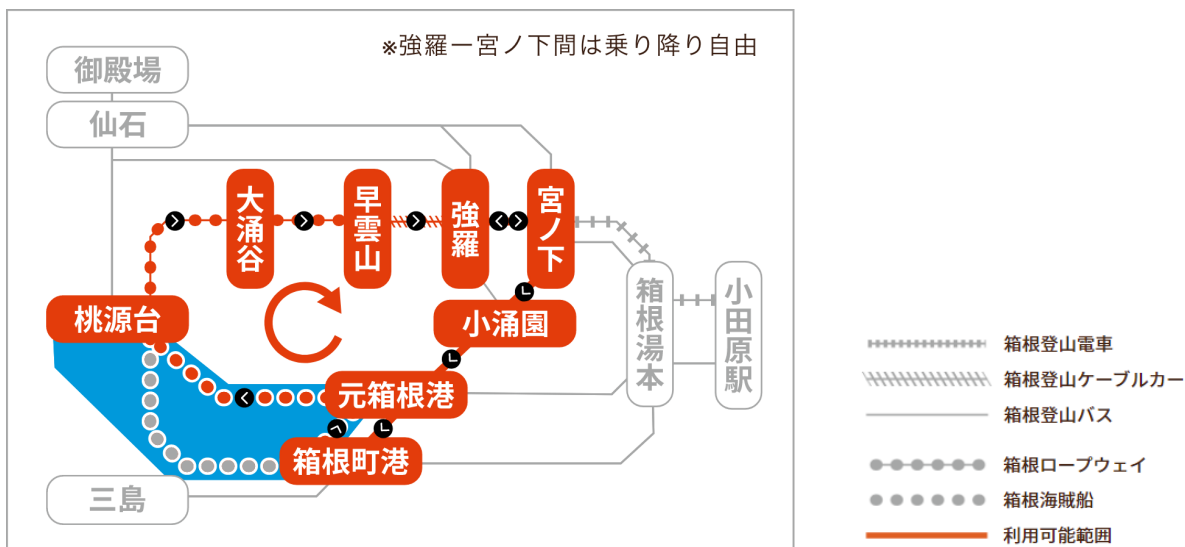 ※強羅ー宮ノ下間は乗り降り自由
御殿場
仙石
大涌谷
早雲山
強羅
宮ノ下
桃源台
小涌園
箱根湯本
小田原駅
元箱根港
箱根町港
三島
箱根登山電車
箱根登山ケーブルカー
箱根登山バス
箱根ロープウェイ
箱根海賊船
利用可能範囲